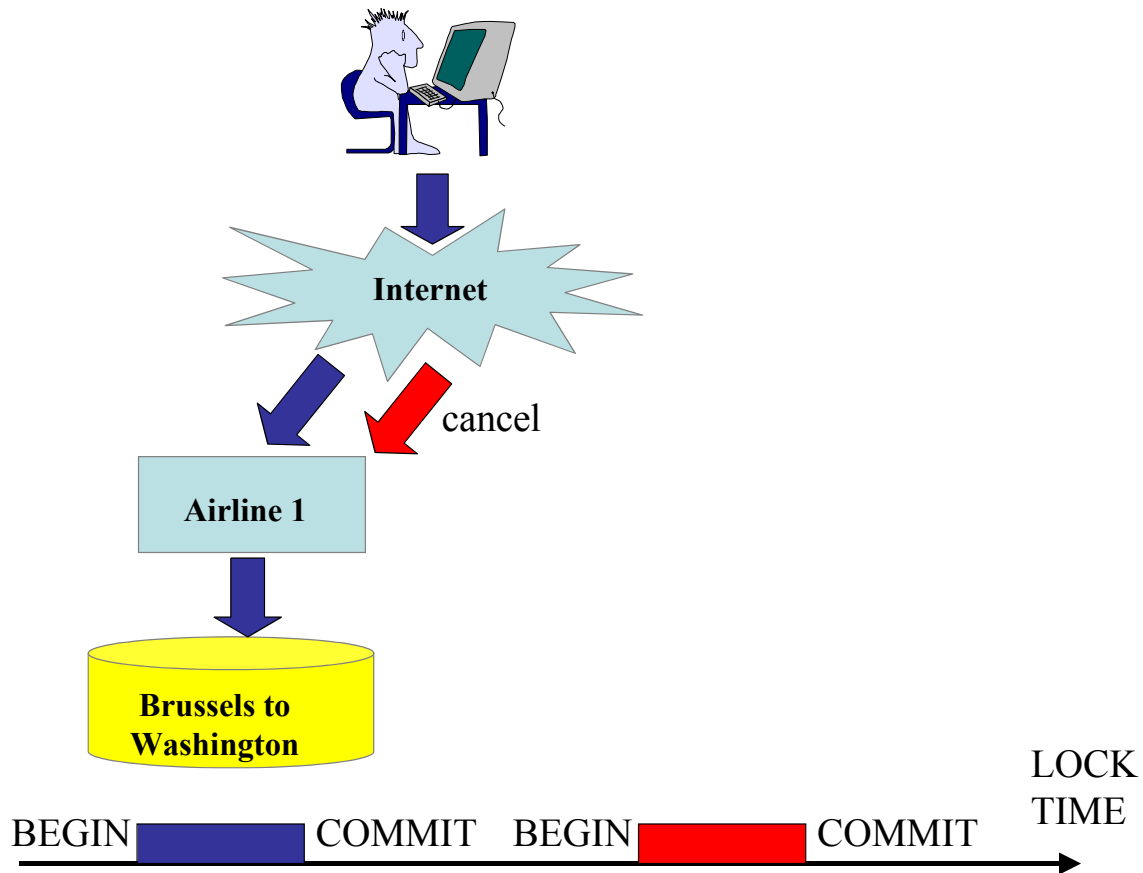 Internet
cancel
Airline 1
Brussels to
Washington
LOCK
TIME
BEGIN COMMIT BEGIN COMMIT